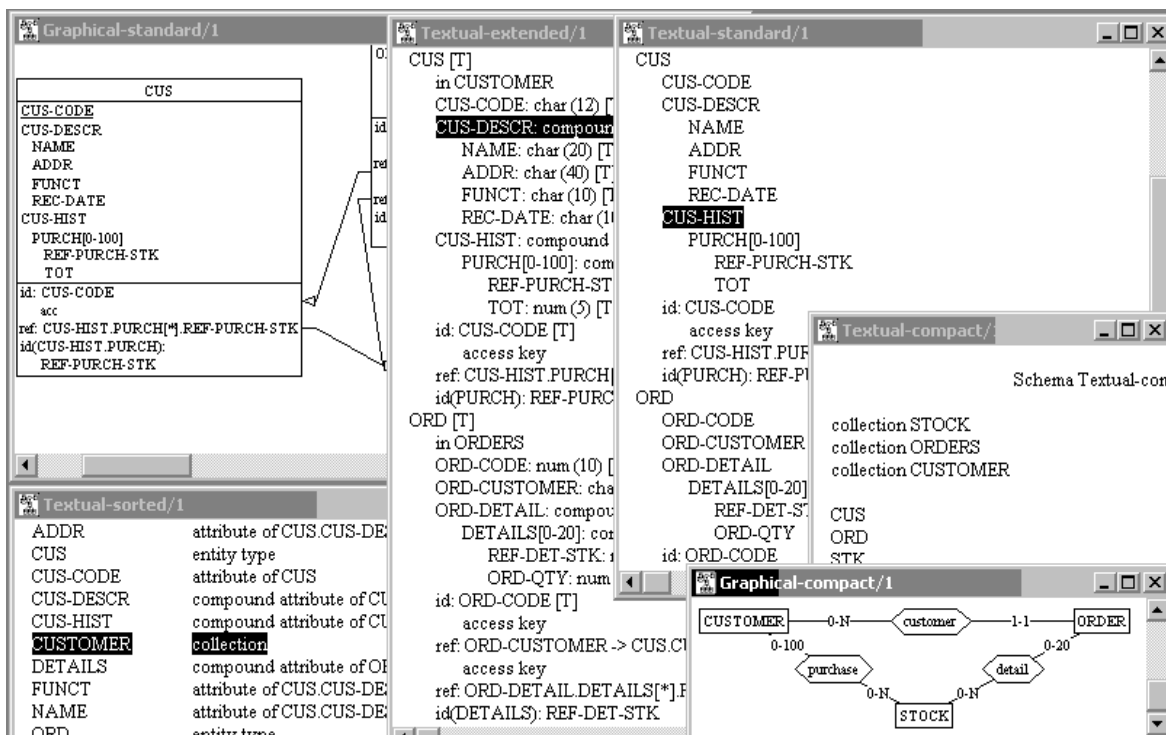 Graphical-standard/1
CUS
CUS-CODE
CUS-DESCR
NAME
ADDR
FUNCT
REC-DATE
CUS-HIST
PURCH[0-100]
REF-PURCH-STK
TOT
id: CUS-CODE
acc
ref: CUS-HIST.PURCH[*].REF-PURCH-STK
id(CUS-HIST.PURCH):
REF-PURCH-STK
id
ref
ref
id
Textual-sorted/1
ADDR attribute of CUS.CUS-DE
CUS entity type
CUS-CODE attribute of CUS
CUS-DESCR compound attribute of CU
CUS-HIST compound attribute of CU
CUSTOMER collection
DETAILS compound attribute of OR
FUNCT attribute of CUS.CUS-DE
NAME attribute of CUS.CUS-DE
ORD entity type
Textual-extended/1
CUS [T]
in CUSTOMER
CUS-CODE: char (12) [
CUS-DESCR: compoun
NAME: char (20) [T
ADDR: char (40) [T]
FUNCT: char (10) [T
REC-DATE: char (10
CUS-HIST: compound
PURCH[0-100]: com
REF-PURCH-ST
TOT: num (5) [T
id: CUS-CODE [T]
access key
ref: CUS-HIST.PURCH[
id(PURCH): REF-PURC
ORD [T]
in ORDERS
ORD-CODE: num (10) [
ORD-CUSTOMER: cha
ORD-DETAIL: compou
DETAILS[0-20]: con
REF-DET-STK:
ORD-QTY: num
id: ORD-CODE [T]
access key
ref: ORD-CUSTOMER -> CUS.CU
access key
ref: ORD-DETAIL.DETAILS[*].R
id(DETAILS): REF-DET-STK
Textual-standard/1
CUS
CUS-CODE
CUS-DESCR
NAME
ADDR
FUNCT
REC-DATE
CUS-HIST
PURCH[0-100]
REF-PURCH-STK
TOT
id: CUS-CODE
access key
ref: CUS-HIST.PUR
id(PURCH): REF-P
ORD
ORD-CODE
ORD-CUSTOMER
ORD-DETAIL
DETAILS[0-20]
REF-DET-ST
ORD-QTY
id: ORD-CODE
Textual-compact/1
Schema Textual-con
collection STOCK
collection ORDERS
collection CUSTOMER
CUS
ORD
STK
Graphical-compact/1
CUSTOMER 0-N customer 1-1 ORDER
0-100 0-20
purchase detail
0-N 0-N
STOCK